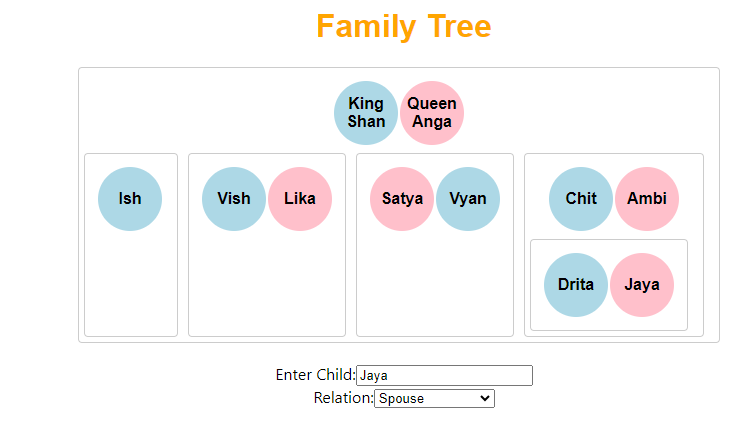 Family Tree
King Queen
Shan Anga
Ish Vish Lika Satya Vyan Chit Ambi
Drita Jaya
Enter Child: Jaya
Relation: Spouse